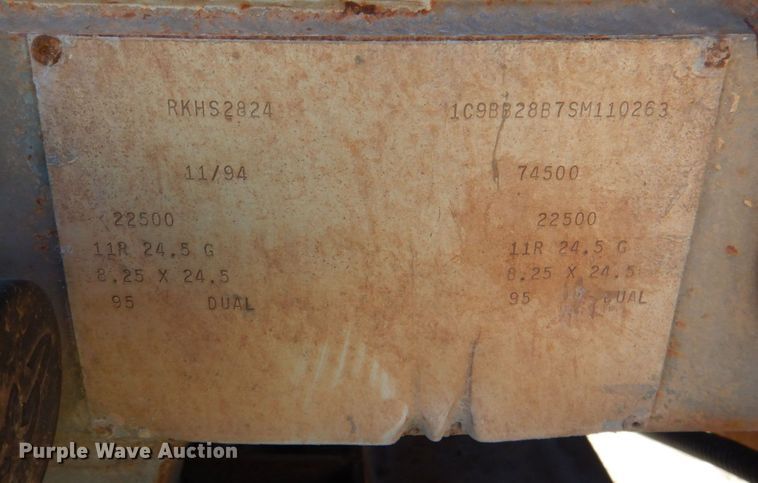 RKHS2824 1C9BB28B7SM110263
11/94 74500
22500 22500
11R 24.5 G 11R 24.5 G
8.25 X 24.5 8.25 X 24.5
95 DUAL 95 DUAL
Purple Wave Auction